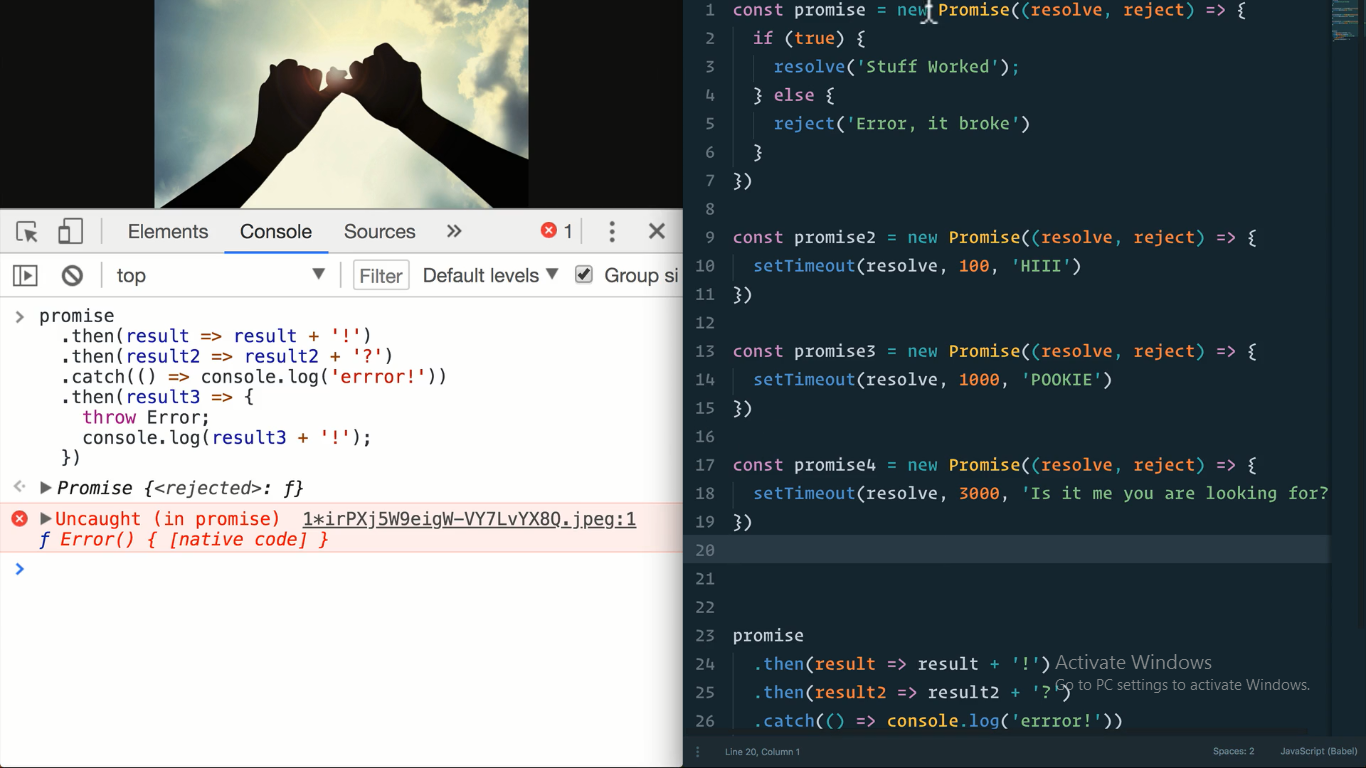 Elements Console Sources » 1
top Filter Default levels Group si
promise
.then(result => result + '!')
.then(result2 => result2 + '?')
.catch(() => console.log('errror!'))
.then(result3 => {
throw Error;
console.log(result3 + '!');
})
Promise {<rejected>: ƒ}
Uncaught (in promise) 1*irPXj5W9eigW-VY7LvYX8Q.jpeg:1
ƒ Error() { [native code] }
1 const promise = new Promise((resolve, reject) => {
2 if (true) {
3 resolve('Stuff Worked');
4 } else {
5 reject('Error, it broke')
6 }
7 })
8
9 const promise2 = new Promise((resolve, reject) => {
10 setTimeout(resolve, 100, 'HIII')
11 })
12
13 const promise3 = new Promise((resolve, reject) => {
14 setTimeout(resolve, 1000, 'POOKIE')
15 })
16
17 const promise4 = new Promise((resolve, reject) => {
18 setTimeout(resolve, 3000, 'Is it me you are looking for?
19 })
20
21
22
23 promise
24 .then(result => result + '!')
25 .then(result2 => result2 + '?')
26 .catch(() => console.log('errror!'))
Activate Windows
Go to PC settings to activate Windows.
Line 20, Column 1 Spaces: 2 JavaScript (Babel)